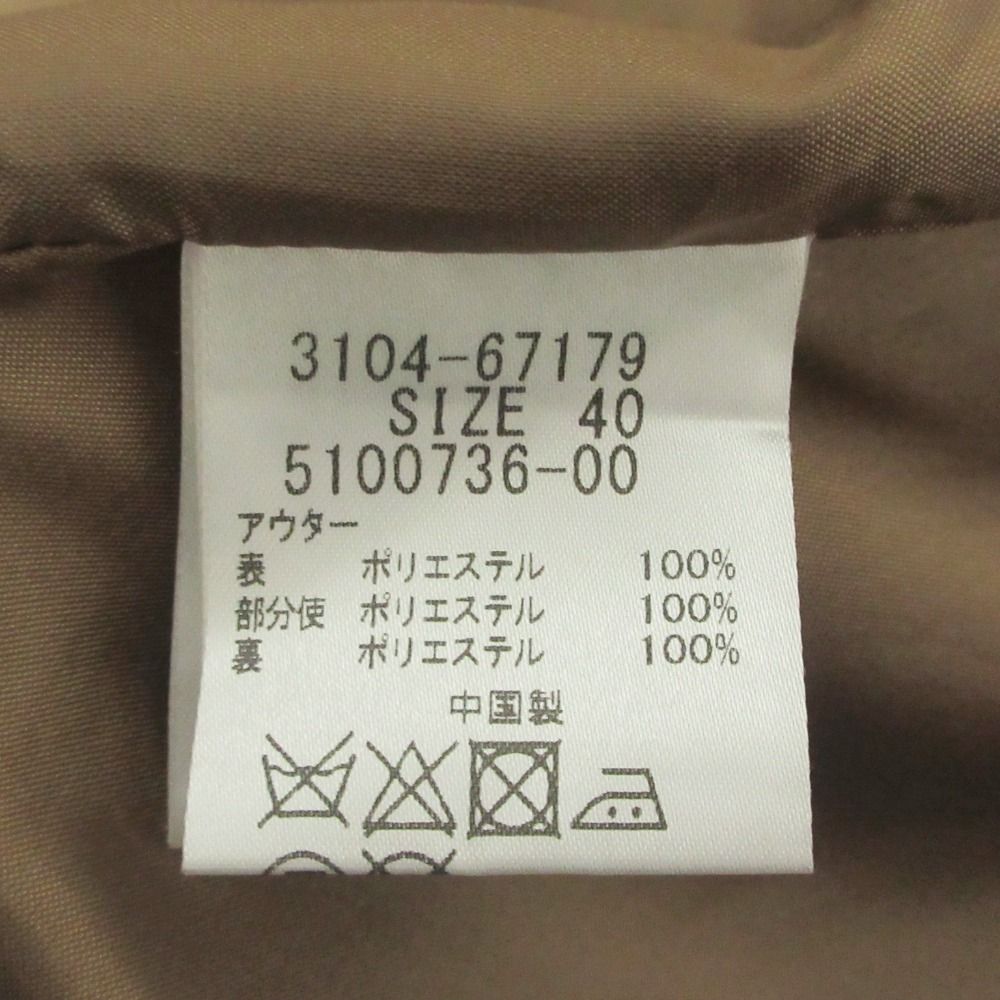 3104-67179
SIZE 40
5100736-00
アウター
表 ポリエステル 100%
部分使 ポリエステル 100%
裏 ポリエステル 100%
中国製